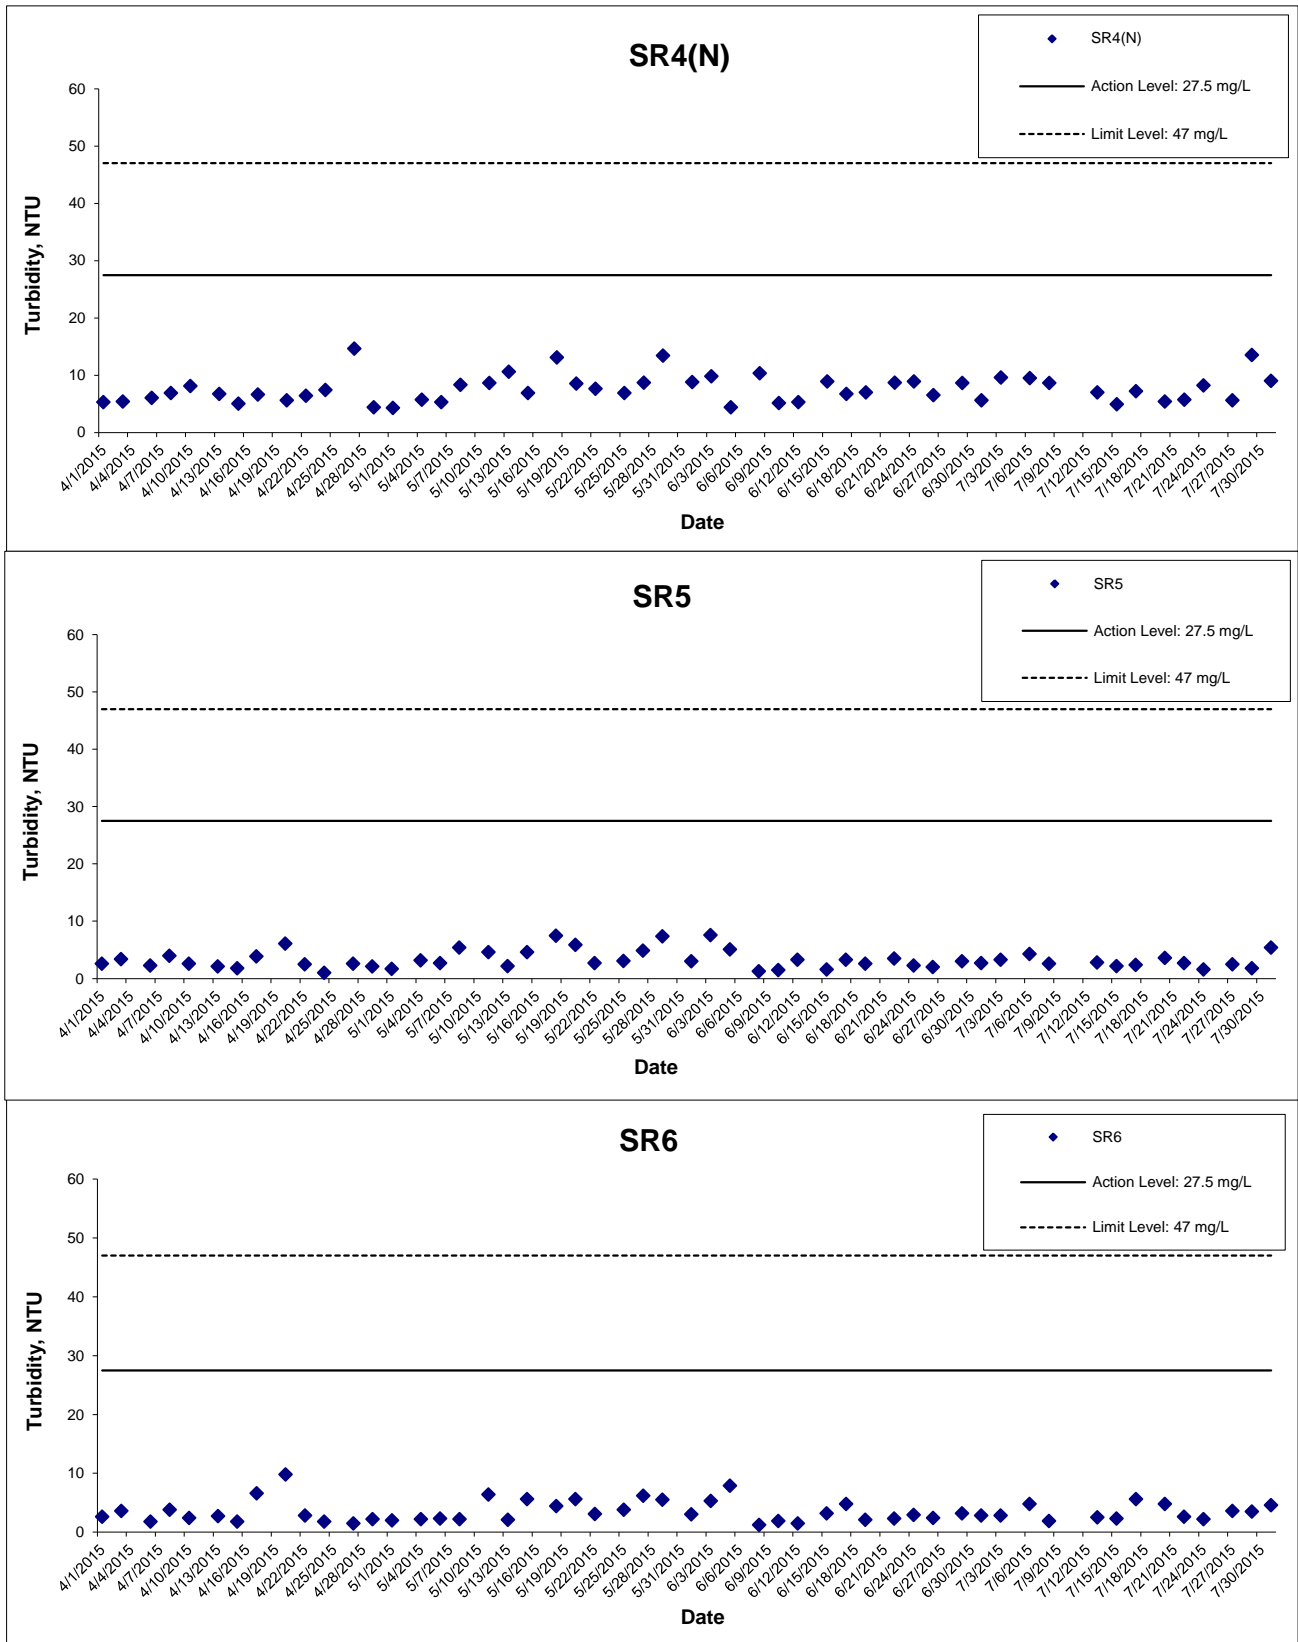 SR4(N)
SR4(N)
Action Level: 27.5 mg/L
Limit Level: 47 mg/L
Turbidity, NTU
60
50
40
30
20
10
0
4/1/2015 4/4/2015 4/7/2015 4/10/2015 4/13/2015 4/16/2015 4/19/2015 4/22/2015 4/25/2015 4/28/2015 5/1/2015 5/4/2015 5/7/2015 5/10/2015 5/13/2015 5/16/2015 5/19/2015 5/22/2015 5/25/2015 5/28/2015 5/31/2015 6/3/2015 6/6/2015 6/9/2015 6/12/2015 6/15/2015 6/18/2015 6/21/2015 6/24/2015 6/27/2015 6/30/2015 7/3/2015 7/6/2015 7/9/2015 7/12/2015 7/15/2015 7/18/2015 7/21/2015 7/24/2015 7/27/2015 7/30/2015
Date
SR5
SR5
Action Level: 27.5 mg/L
Limit Level: 47 mg/L
Turbidity, NTU
60
50
40
30
20
10
0
4/1/2015 4/4/2015 4/7/2015 4/10/2015 4/13/2015 4/16/2015 4/19/2015 4/22/2015 4/25/2015 4/28/2015 5/1/2015 5/4/2015 5/7/2015 5/10/2015 5/13/2015 5/16/2015 5/19/2015 5/22/2015 5/25/2015 5/28/2015 5/31/2015 6/3/2015 6/6/2015 6/9/2015 6/12/2015 6/15/2015 6/18/2015 6/21/2015 6/24/2015 6/27/2015 6/30/2015 7/3/2015 7/6/2015 7/9/2015 7/12/2015 7/15/2015 7/18/2015 7/21/2015 7/24/2015 7/27/2015 7/30/2015
Date
SR6
SR6
Action Level: 27.5 mg/L
Limit Level: 47 mg/L
Turbidity, NTU
60
50
40
30
20
10
0
4/1/2015 4/4/2015 4/7/2015 4/10/2015 4/13/2015 4/16/2015 4/19/2015 4/22/2015 4/25/2015 4/28/2015 5/1/2015 5/4/2015 5/7/2015 5/10/2015 5/13/2015 5/16/2015 5/19/2015 5/22/2015 5/25/2015 5/28/2015 5/31/2015 6/3/2015 6/6/2015 6/9/2015 6/12/2015 6/15/2015 6/18/2015 6/21/2015 6/24/2015 6/27/2015 6/30/2015 7/3/2015 7/6/2015 7/9/2015 7/12/2015 7/15/2015 7/18/2015 7/21/2015 7/24/2015 7/27/2015 7/30/2015
Date